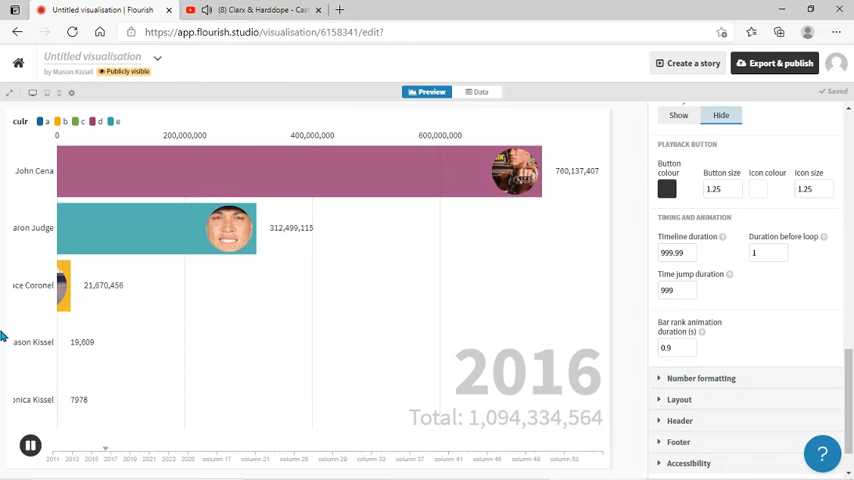 Untitled visualisation | Flourish
(8) Clarx & Harddope - Cas
https://app.flourish.studio/visualisation/6158341/edit?
Untitled visualisation
by Mason Kissel
Publicly visible
Create a story
Export & publish
Preview
Data
Saved
culr
a
b
c
d
e
0
200,000,000
400,000,000
600,000,000
John Cena
760,137,407
aron Judge
312,499,115
ace Coronel
21,670,456
ason Kissel
19,609
onica Kissel
7978
2016
Total: 1,094,334,564
2011 2013 2015 2017 2020 2023 2025 column 17 column 21 column 25 column 29 column 33 column 37 column 41 column 45 column 49 column 53
Show
Hide
PLAYBACK BUTTON
Button colour
Button size
Icon colour
Icon size
1.25
1.25
TIMING AND ANIMATION
Timeline duration
Duration before loop
999.99
1
Time jump duration
999
Bar rank animation
duration (s)
0.9
Number formatting
Layout
Header
Footer
Accessibility
?